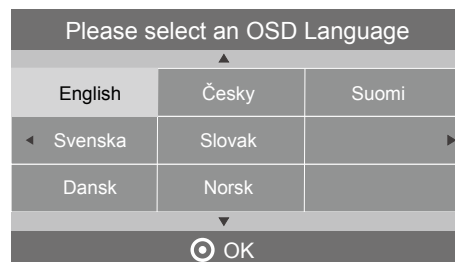 Please select an OSD Language
English Česky Suomi
Svenska Slovak
Dansk Norsk
OK